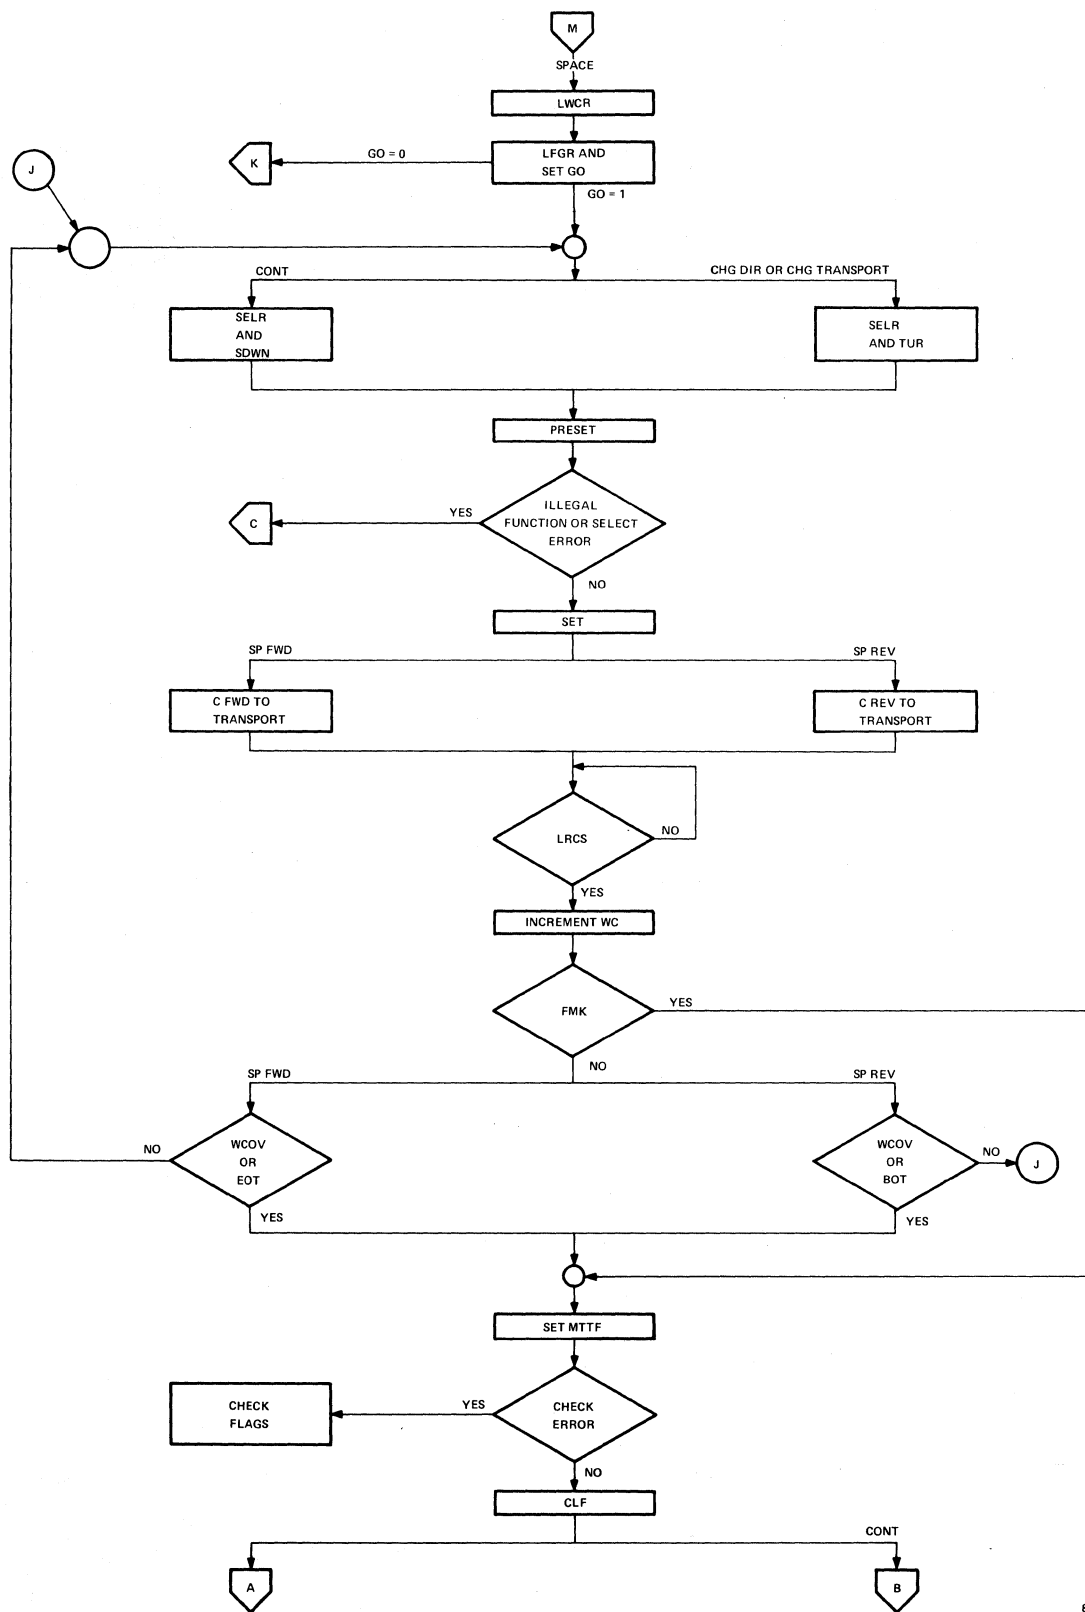 M
SPACE
LWCR
LFGR AND
SET GO
GO = 0
K
J
GO = 1
CONT
CHG DIR OR CHG TRANSPORT
SELR
AND
SDWN
SELR
AND TUR
PRESET
ILLEGAL
FUNCTION OR SELECT
ERROR
YES
C
NO
SET
SP FWD
SP REV
C FWD TO
TRANSPORT
C REV TO
TRANSPORT
LRCS
NO
YES
INCREMENT WC
FMK
YES
NO
SP FWD
SP REV
NO
WCOV
OR
EOT
WCOV
OR
BOT
NO
J
YES
YES
SET MTTF
CHECK
FLAGS
YES
CHECK
ERROR
NO
CLF
CONT
A
B